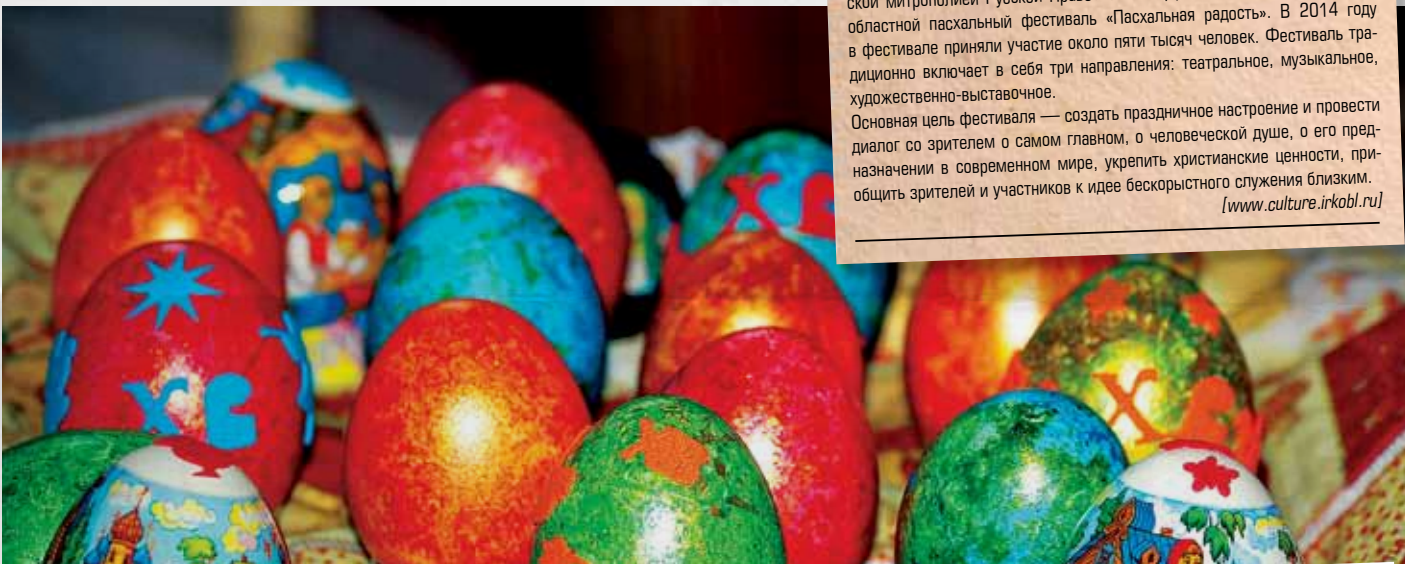 ской митрополией Русской
областной пасхальный фестиваль «Пасхальная радость». В 2014 году
в фестивале приняли участие около пяти тысяч человек. Фестиваль тра-
диционно включает в себя три направления: театральное, музыкальное,
художественно-выставочное.
Основная цель фестиваля — создать праздничное настроение и провести
диалог со зрителем о самом главном, о человеческой душе, о его пред-
назначении в современном мире, укрепить христианские ценности, при-
общить зрителей и участников к идее бескорыстного служения близким.
[www.culture.irkobl.ru]
ХВ
ХВ
ХВ